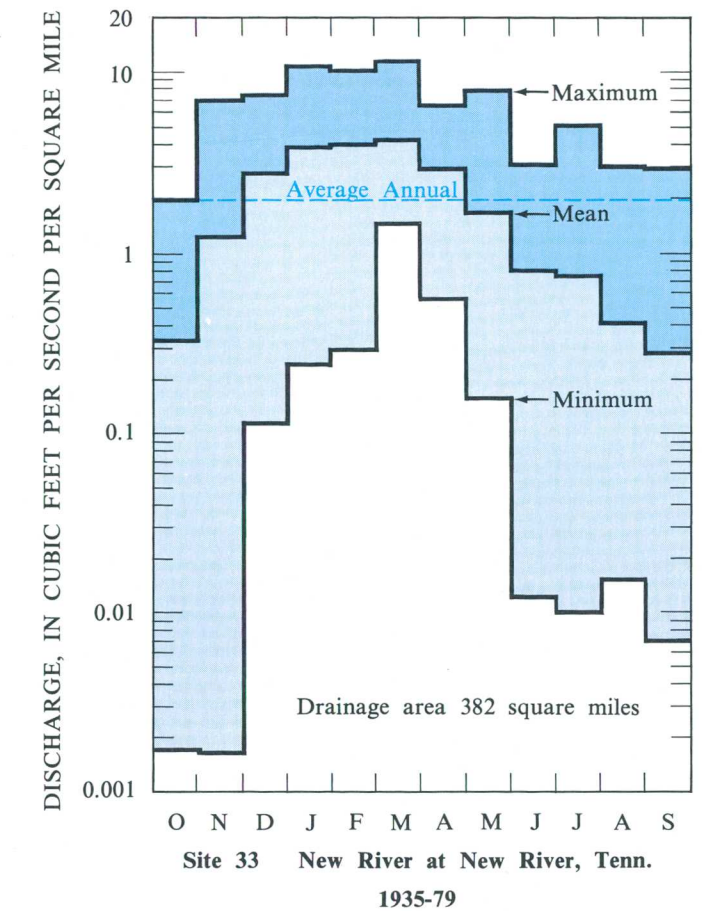 DISCHARGE, IN CUBIC FEET PER SECOND PER SQUARE MILE
20
10
1
0.1
0.01
0.001
Maximum
Average Annual
Mean
Minimum
Drainage area 382 square miles
O N D J F M A M J J A S
Site 33 New River at New River, Tenn.
1935-79